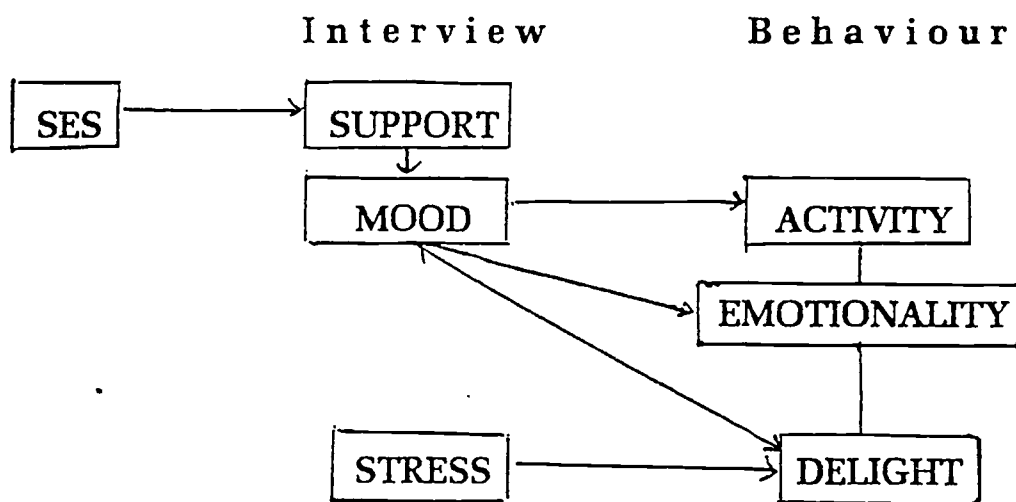 Interview Behaviour
SES SUPPORT
MOOD ACTIVITY
EMOTIONALITY
STRESS DELIGHT